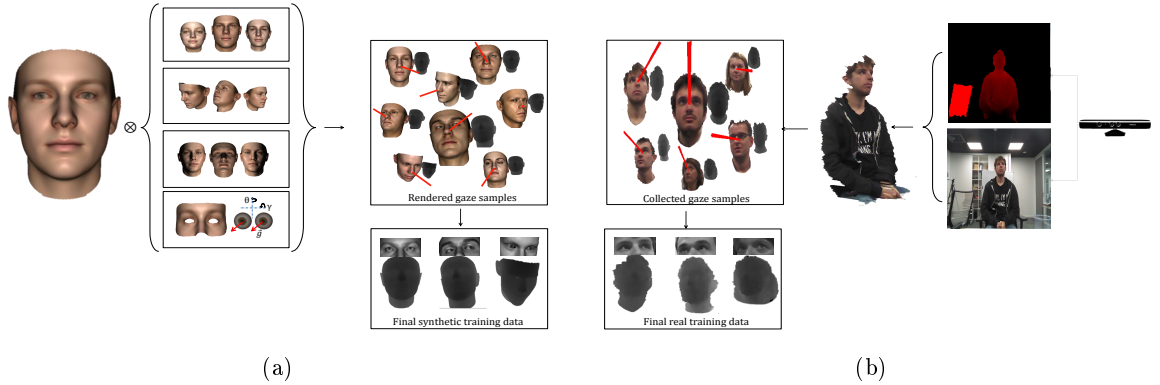 θ
γ
g
Rendered gaze samples
Final synthetic training data
(a)
Collected gaze samples
Final real training data
(b)